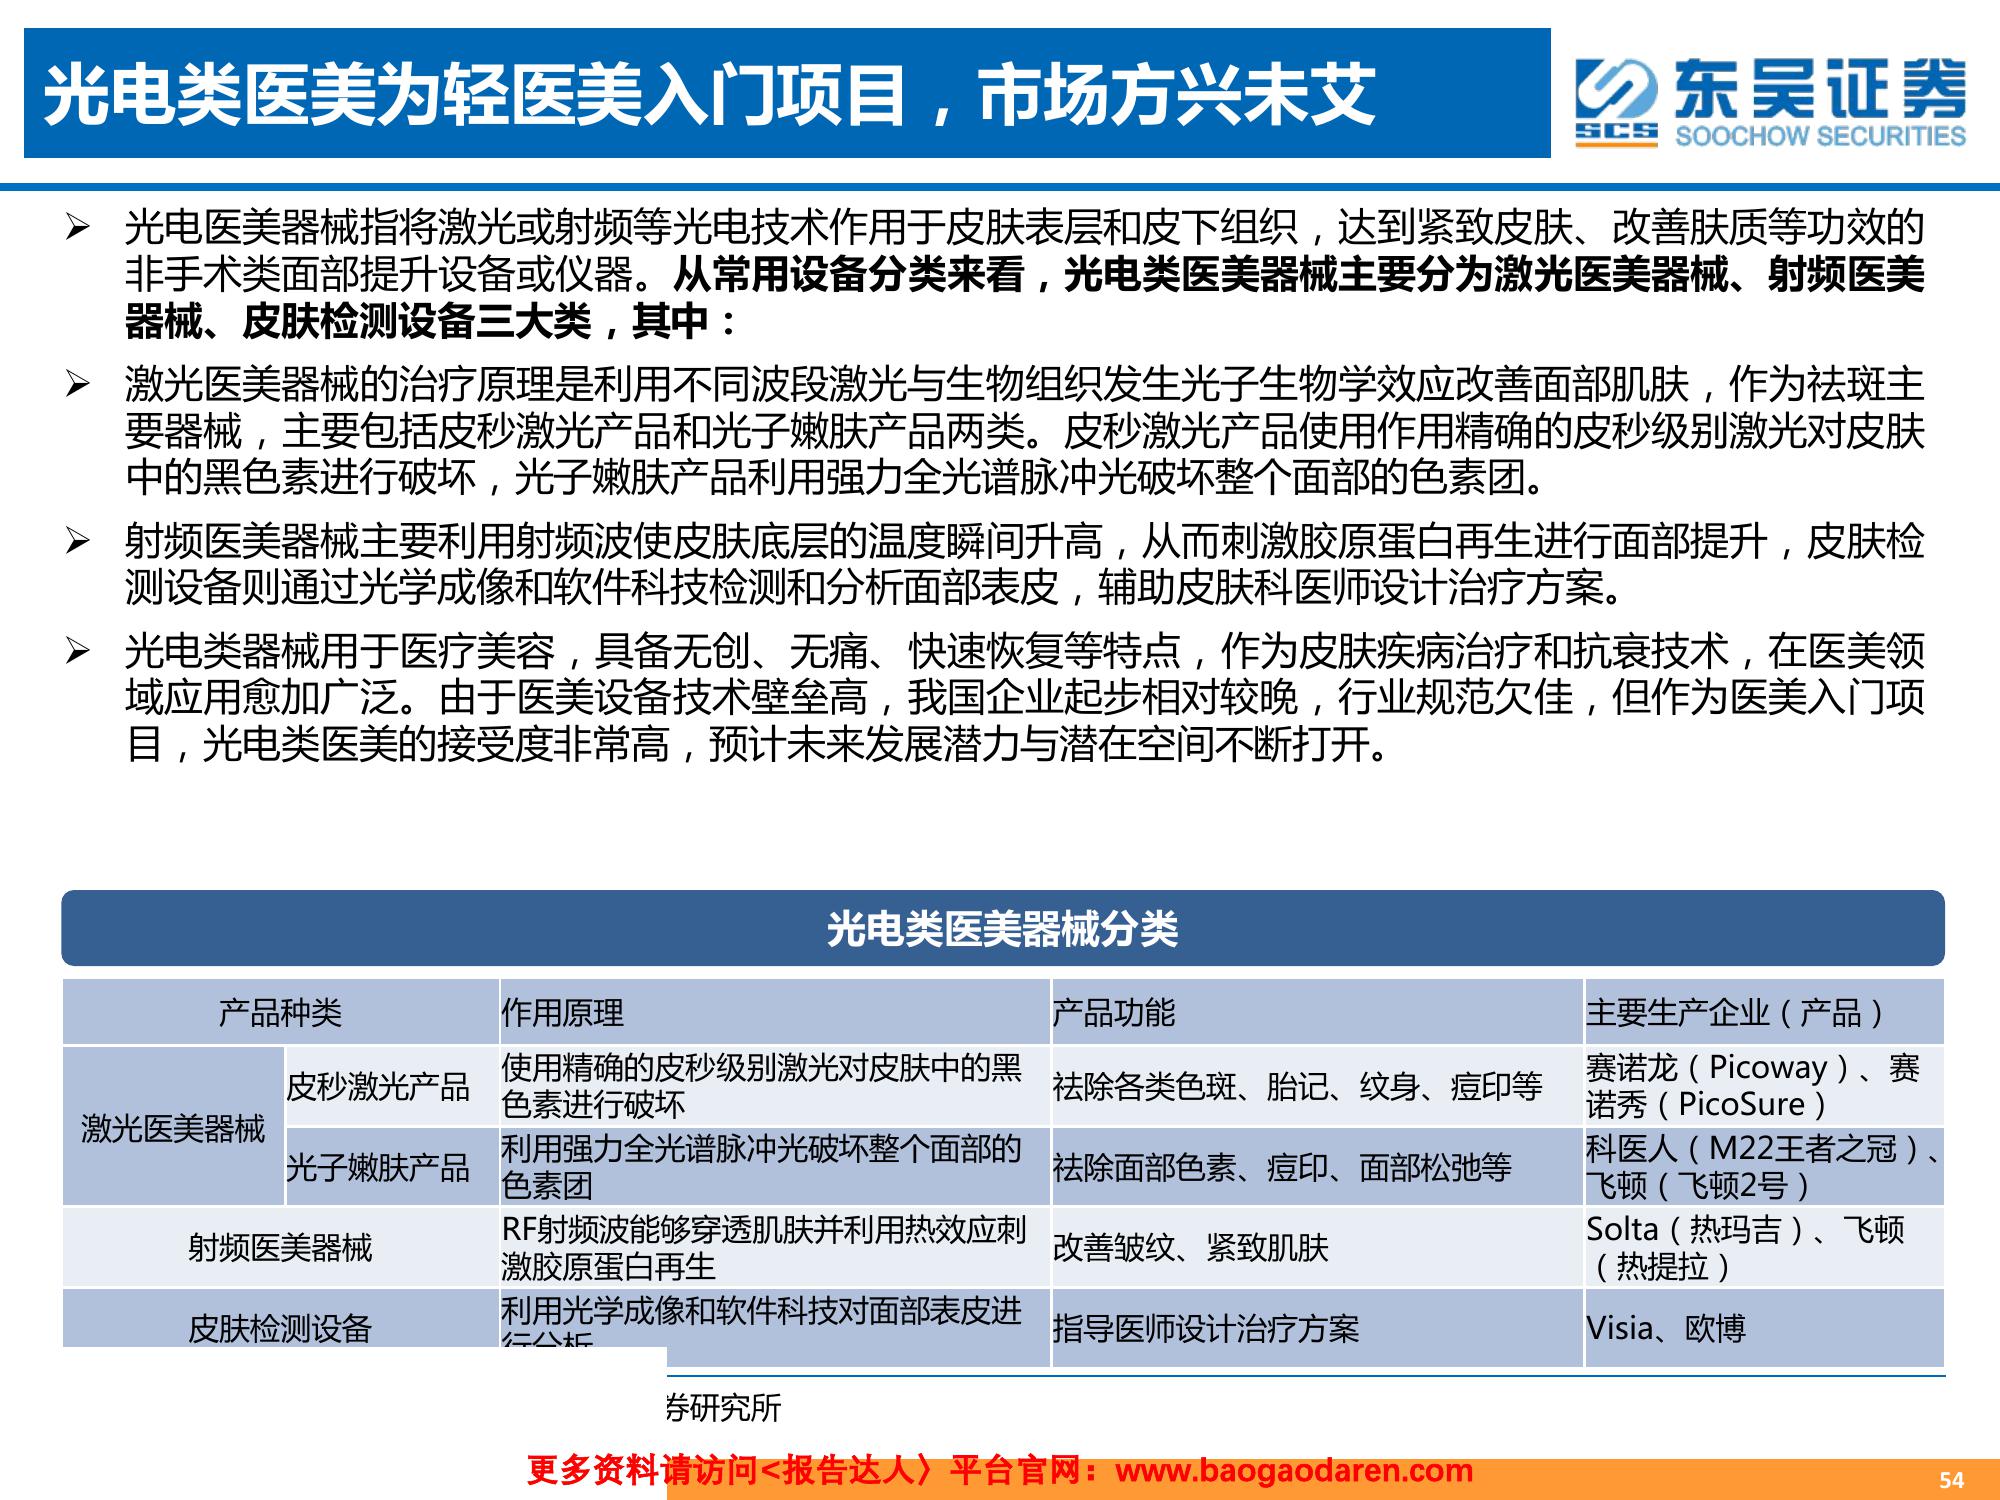 光电类医美为轻医美入门项目，市场方兴未艾
东吴证券
SCS
SOOCHOW SECURITIES
光电医美器械指将激光或射频等光电技术作用于皮肤表层和皮下组织，达到紧致皮肤、改善肤质等功效的
非手术类面部提升设备或仪器。从常用设备分类来看，光电类医美器械主要分为激光医美器械、射频医美
器械、皮肤检测设备三大类，其中：
激光医美器械的治疗原理是利用不同波段激光与生物组织发生光子生物学效应改善面部肌肤，作为祛斑主
要器械，主要包括皮秒激光产品和光子嫩肤产品两类。皮秒激光产品使用作用精确的皮秒级别激光对皮肤
中的黑色素进行破坏，光子嫩肤产品利用强力全光谱脉冲光破坏整个面部的色素团。
射频医美器械主要利用射频波使皮肤底层的温度瞬间升高，从而刺激胶原蛋白再生进行面部提升，皮肤检
测设备则通过光学成像和软件科技检测和分析面部表皮，辅助皮肤科医师设计治疗方案。
光电类器械用于医疗美容，具备无创、无痛、快速恢复等特点，作为皮肤疾病治疗和抗衰技术，在医美领
域应用愈加广泛。由于医美设备技术壁垒高，我国企业起步相对较晚，行业规范欠佳，但作为医美入门项
目，光电类医美的接受度非常高，预计未来发展潜力与潜在空间不断打开。
光电类医美器械分类
产品种类
作用原理
产品功能
主要生产企业（产品）
激光医美器械
皮秒激光产品
使用精确的皮秒级别激光对皮肤中的黑
色素进行破坏
祛除各类色斑、胎记、纹身、痘印等
赛诺龙（Picoway）、赛
诺秀（PicoSure）
光子嫩肤产品
利用强力全光谱脉冲光破坏整个面部的
色素团
祛除面部色素、痘印、面部松弛等
科医人（M22王者之冠）、
飞顿（飞顿2号）
射频医美器械
RF射频波能够穿透肌肤并利用热效应刺
激胶原蛋白再生
改善皱纹、紧致肌肤
Solta（热玛吉）、飞顿
（热提拉）
皮肤检测设备
利用光学成像和软件科技对面部表皮进
行分析
指导医师设计治疗方案
Visia、欧博
券研究所
更多资料请访问<报告达人〉平台官网：www.baogaodaren.com
54